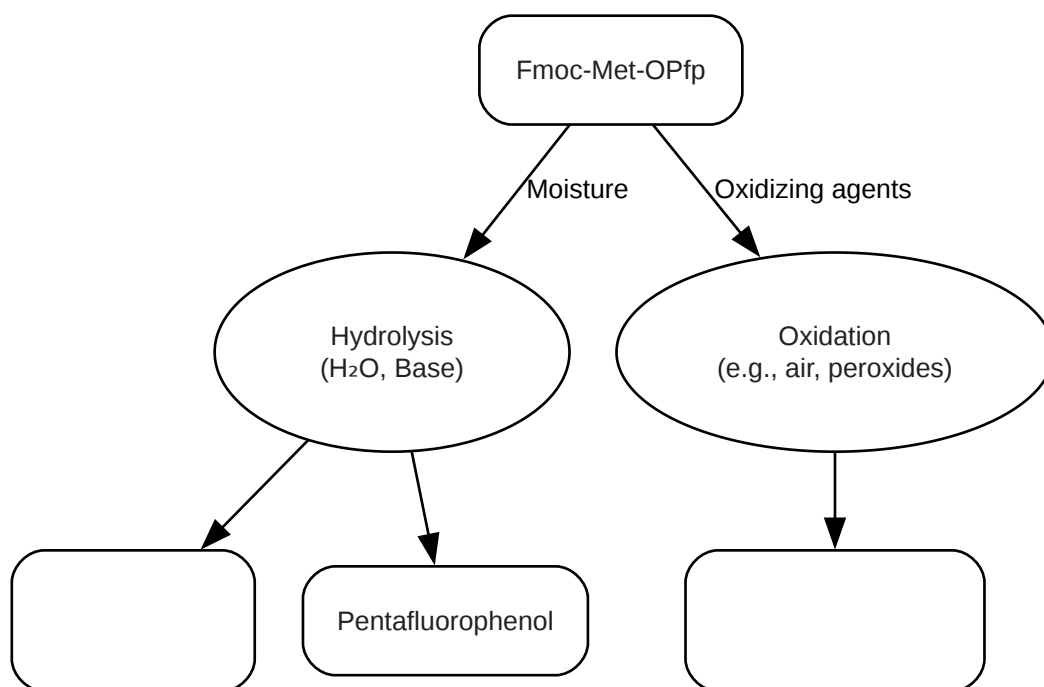 Fmoc-Met-OPfp
Moisture
Oxidizing agents
Hydrolysis
(H₂O, Base)
Oxidation
(e.g., air, peroxides)
Pentafluorophenol